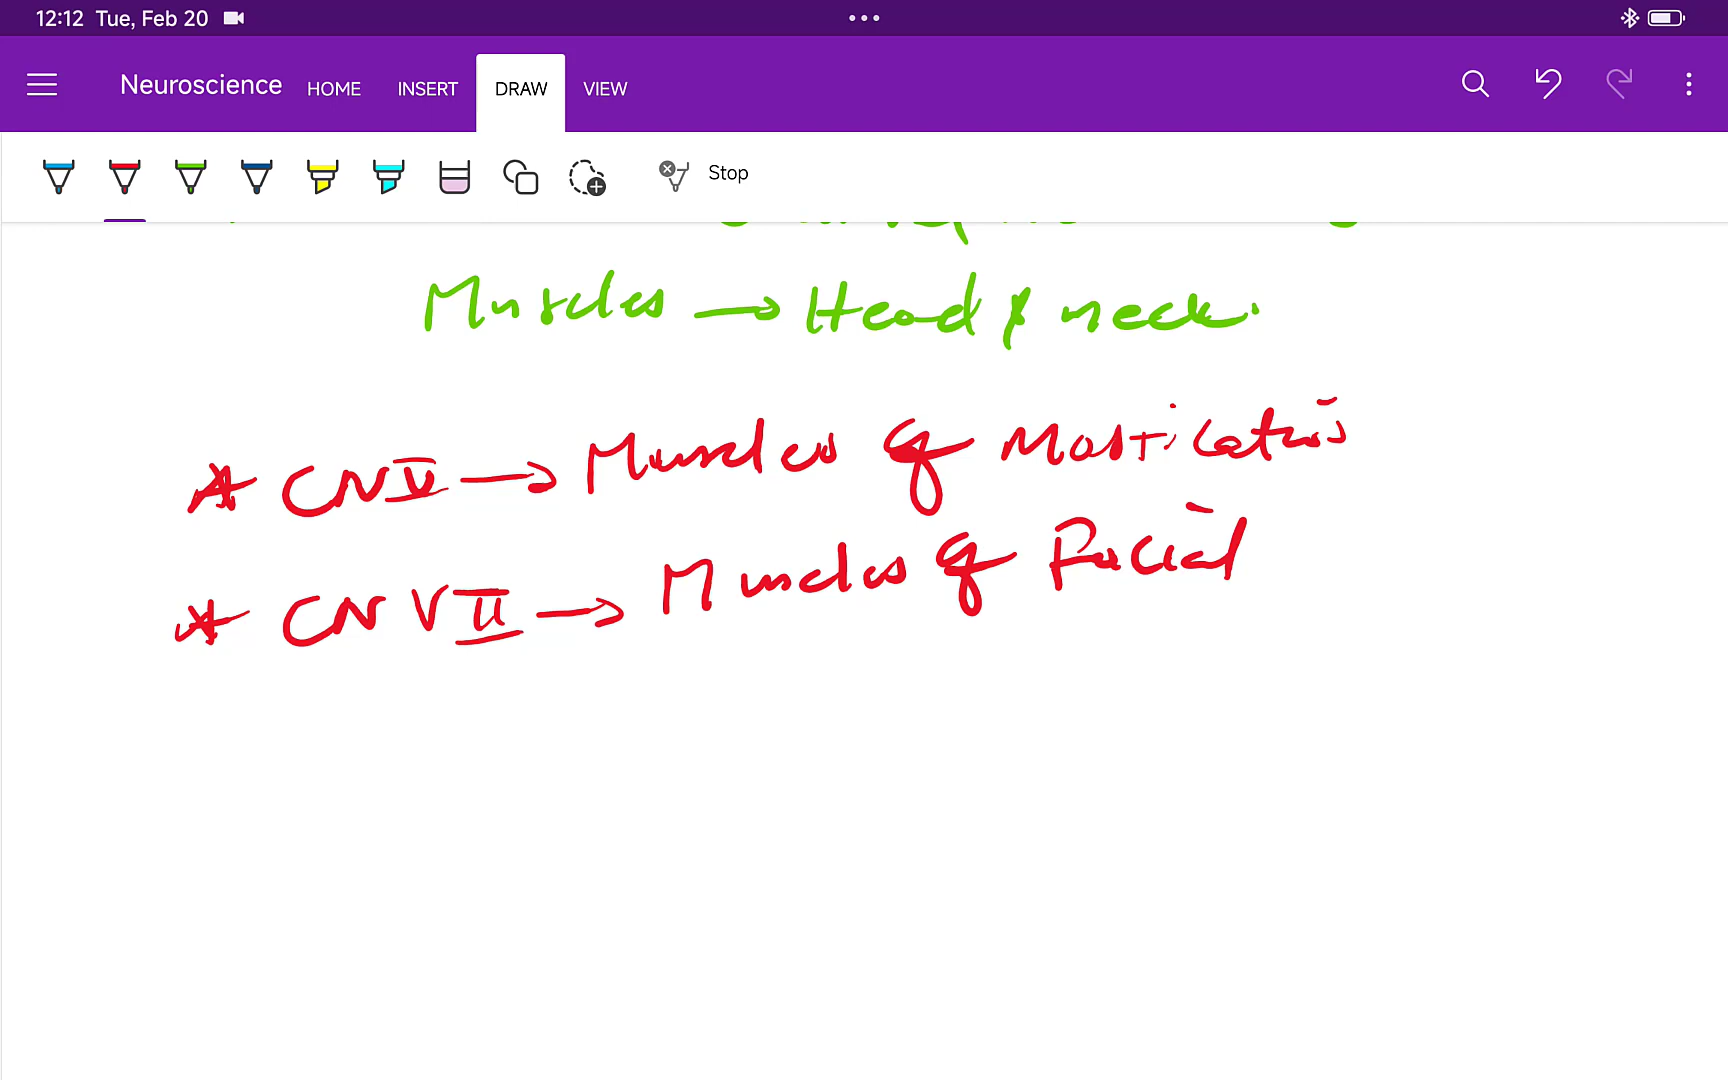 12:12 Tue, Feb 20
Neuroscience HOME INSERT DRAW VIEW
Stop
Muscles → Head & neck.
* CN V → Muscles of Mastication
* CN VII → Muscles of Facial